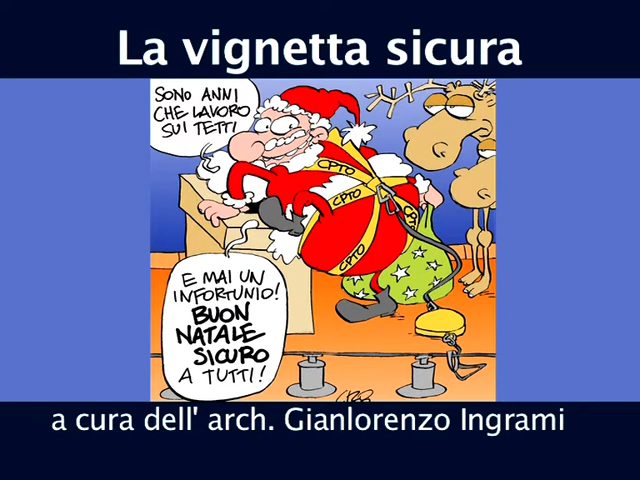 La vignetta sicura
SONO ANNI
CHE LAVORO
SUI TETTI
CPTO
CPTO
CPTO
CPTO
E MAI UN
INFORTUNIO!
BUON
NATALE
SICURO
A TUTTI!
a cura dell' arch. Gianlorenzo Ingrami